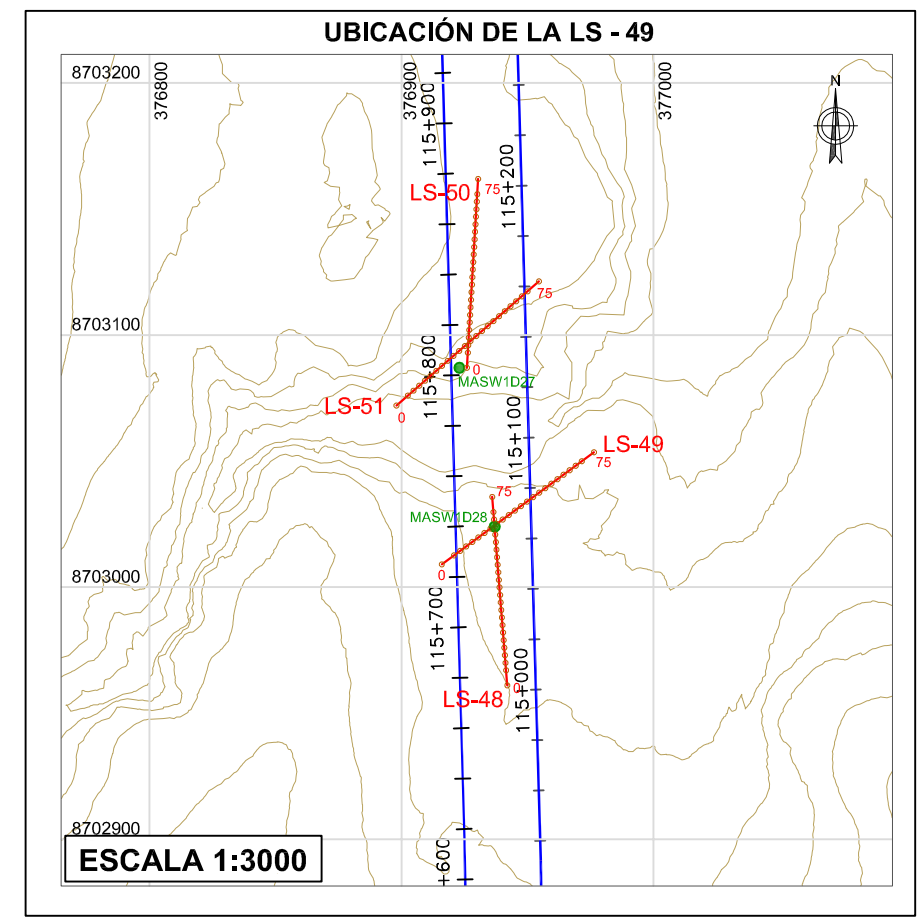 UBICACIÓN DE LA LS - 49
8703200
376800
376900
377000
N
115+900
115+200
LS-50
75
75
8703100
115+800
0
MASW1D27
LS-51
0
115+100
LS-49
75
75
MASW1D28
0
8703000
115+700
0
LS-48
115+000
8702900
+600
ESCALA 1:3000